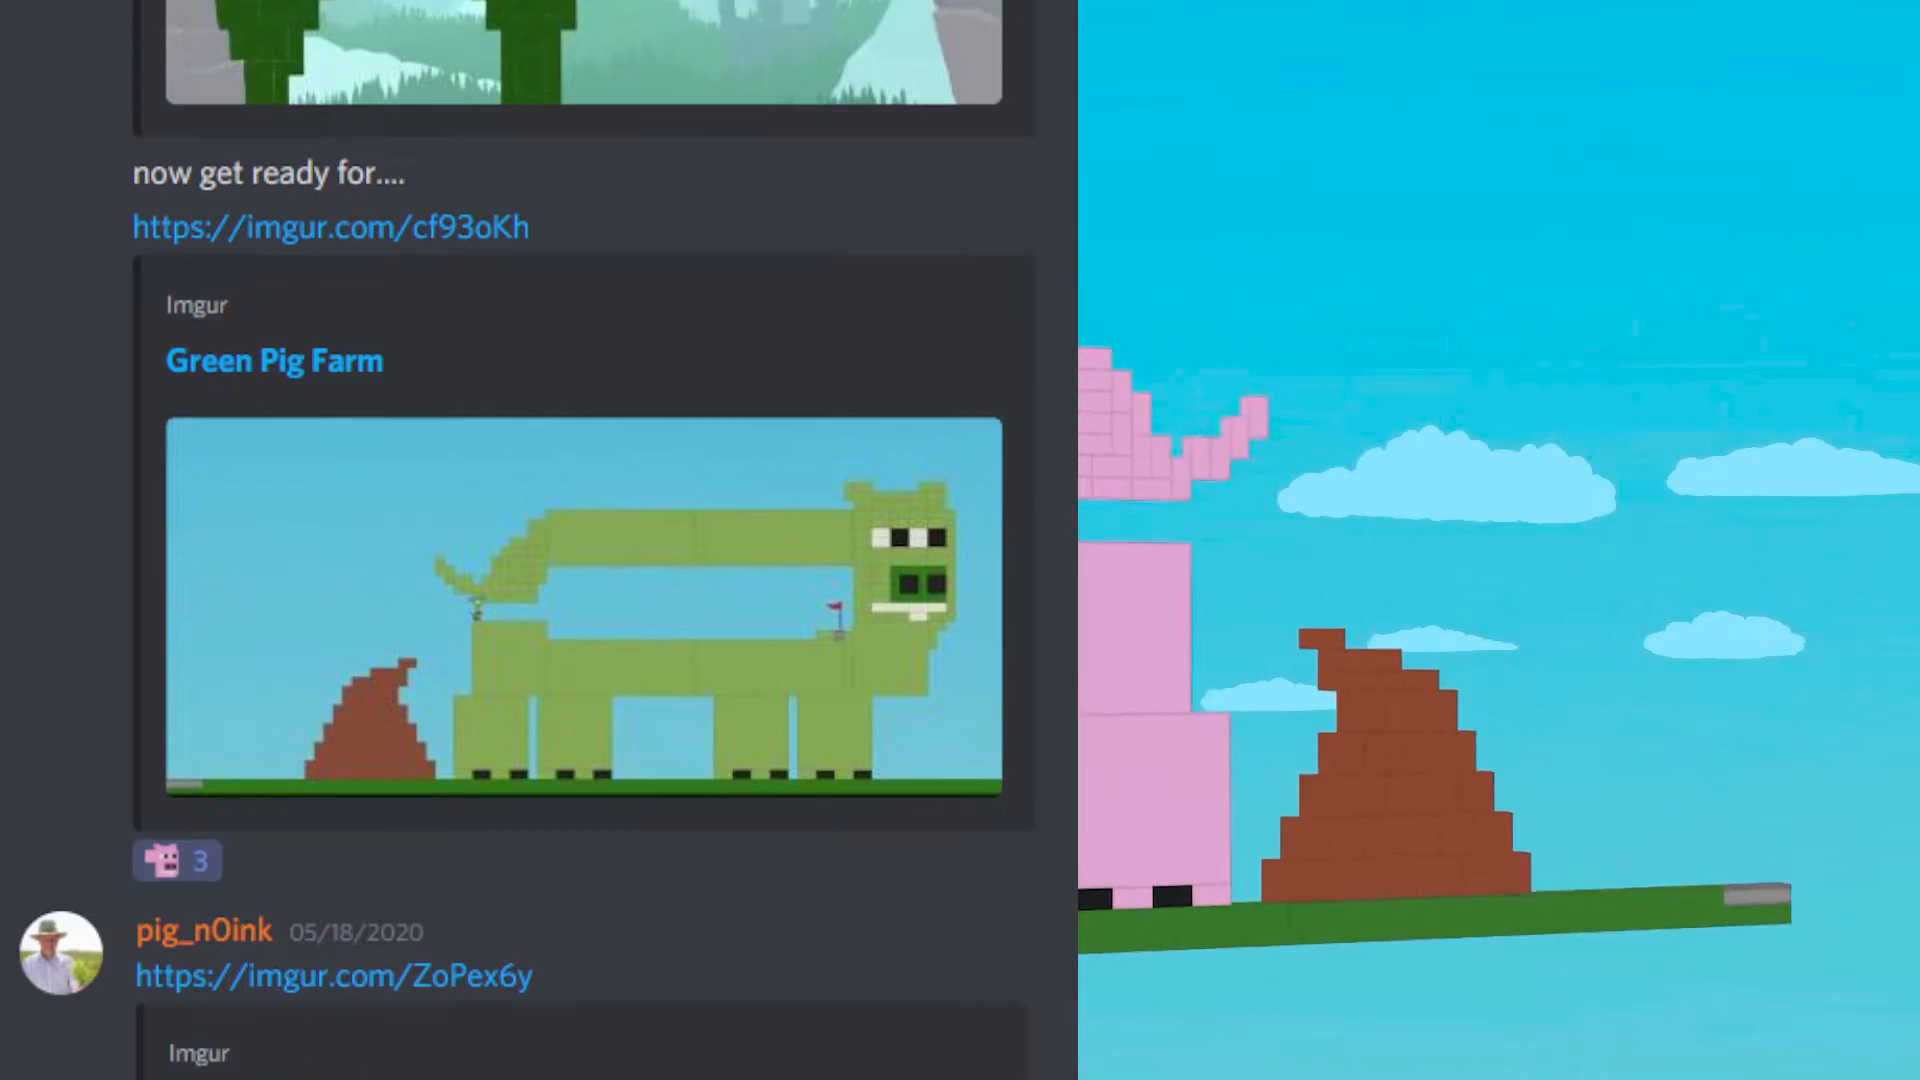 now get ready for....
https://imgur.com/cf93oKh
Imgur
Green Pig Farm
3
pig_n0ink 05/18/2020
https://imgur.com/ZoPex6y
Imgur